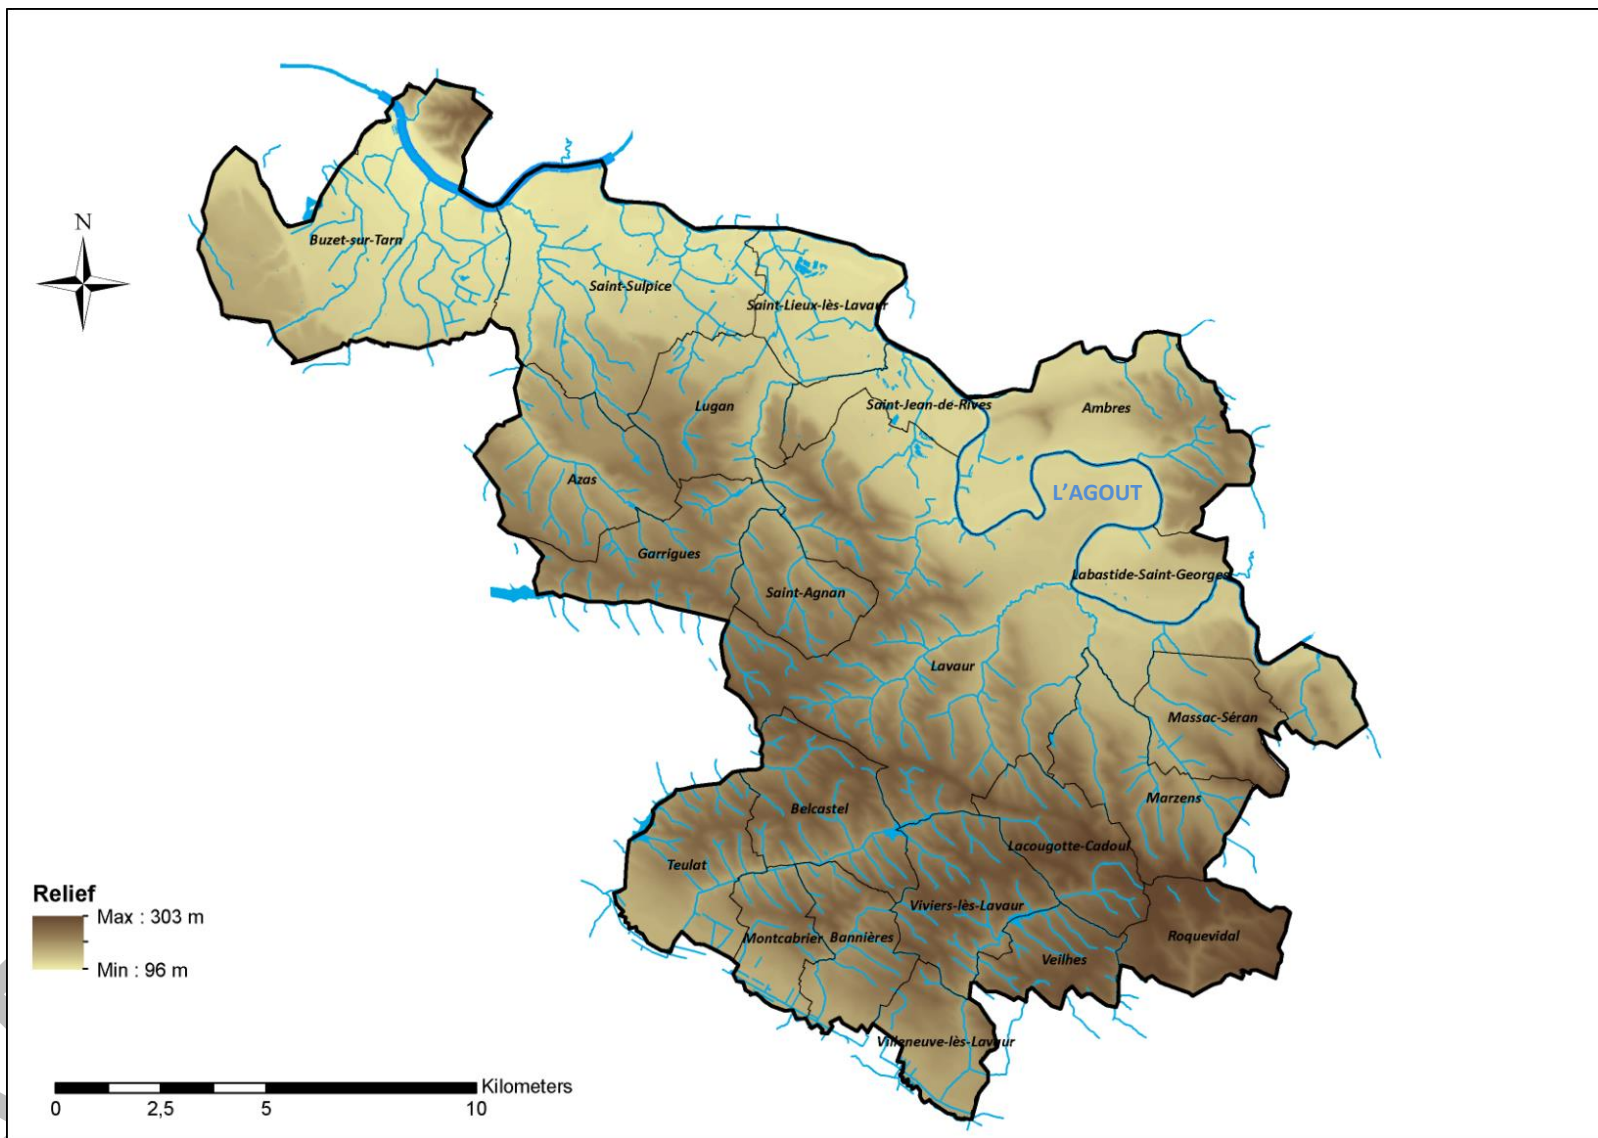 N
Buzet-sur-Tarn
Saint-Sulpice
Saint-Lieux-lès-Lavaur
Lugan
Saint-Jean-de-Rives
Ambres
Azas
L'AGOUT
Garrigues
Labastide-Saint-Georges
Saint-Agnan
Lavaur
Massac-Séran
Marzens
Belcastel
Lacougotte-Cadoul
Teulat
Viviers-lès-Lavaur
Montcabrier
Bannières
Roquevidal
Veilhes
Villeneuve-lès-Lavaur
Relief
Max : 303 m
Min : 96 m
Kilometers
0 2,5 5 10